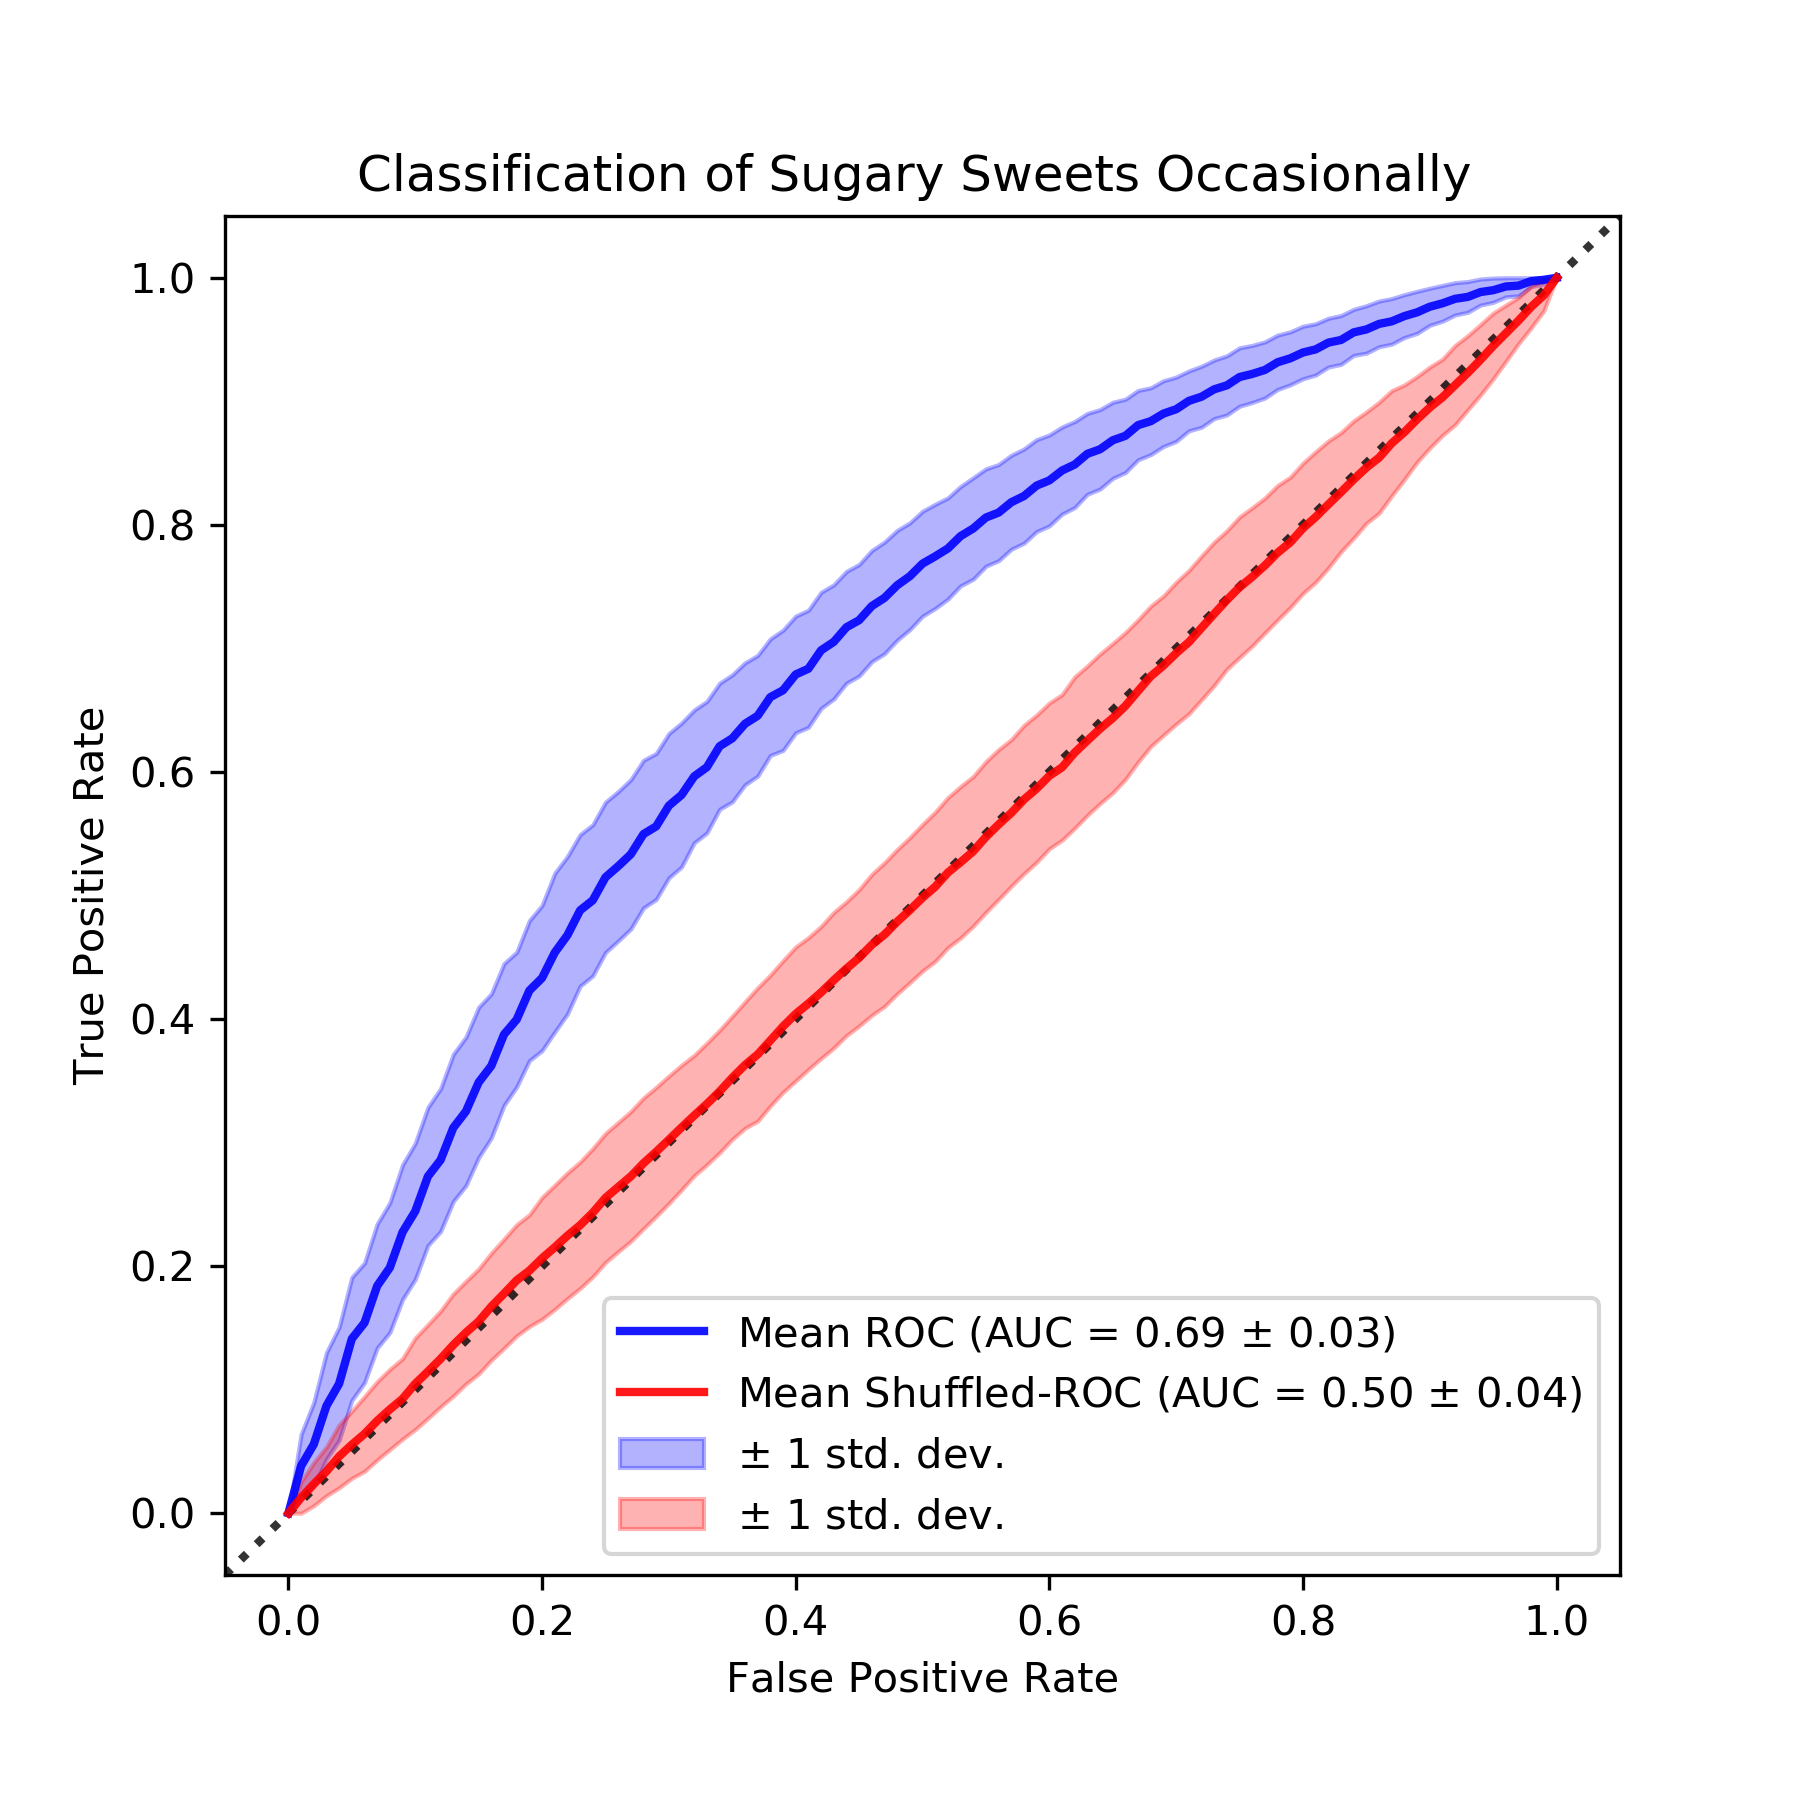 Classification of Sugary Sweets Occasionally
1.0
0.8
0.6
0.4
0.2
0.0
True Positive Rate
Mean ROC (AUC = 0.69 ± 0.03)
Mean Shuffled-ROC (AUC = 0.50 ± 0.04)
± 1 std. dev.
± 1 std. dev.
0.0 0.2 0.4 0.6 0.8 1.0
False Positive Rate